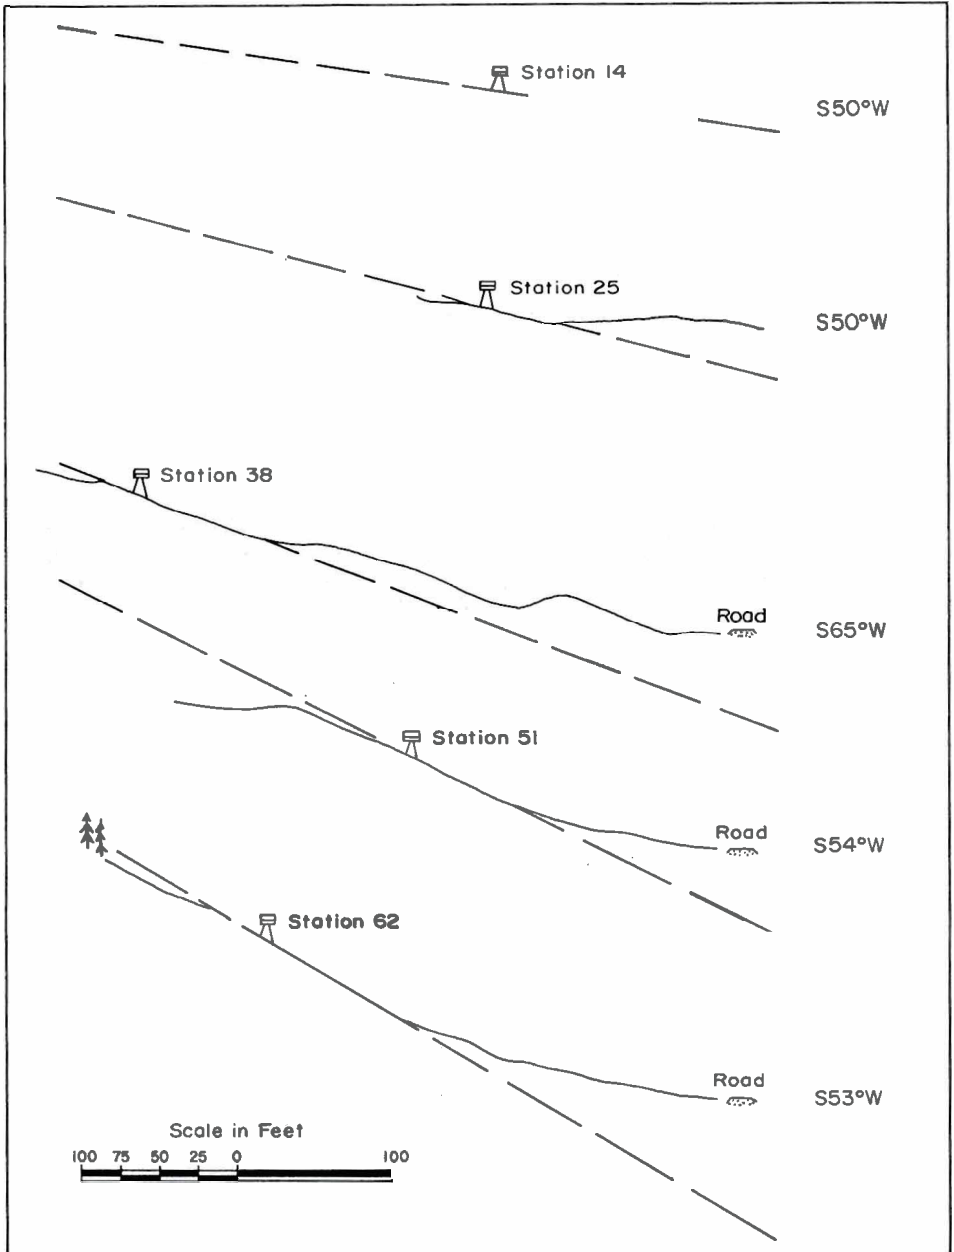 Station 14
S50°W
Station 25
S50°W
Station 38
Road
S65°W
Station 51
Road
S54°W
Station 62
Road
S53°W
Scale in Feet
100 75 50 25 0 100